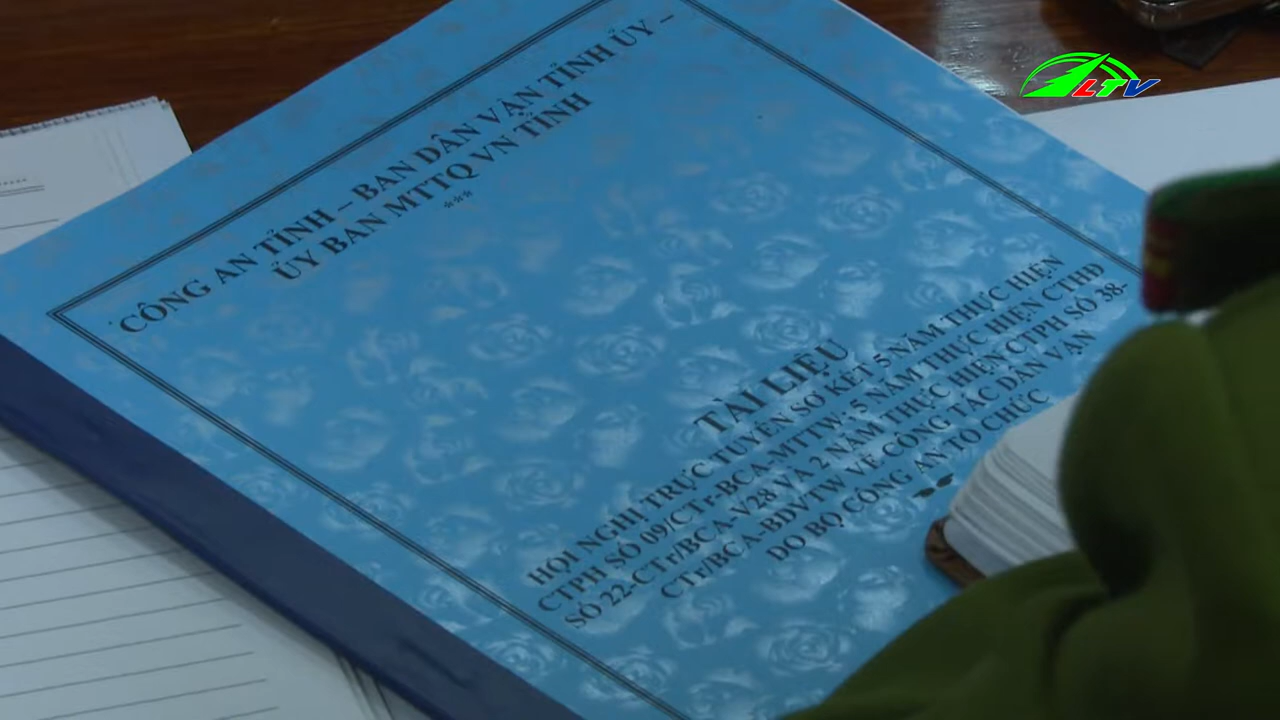 LTV
CÔNG AN TỈNH – BAN DÂN VẬN TỈNH ỦY –
ỦY BAN MTTQ VN TỈNH
***
TÀI LIỆU
HỘI NGHỊ TRỰC TUYẾN SƠ KẾT 5 NĂM THỰC HIỆN
CTPH SỐ 09/CTr-BCA-MTTW; 5 NĂM THỰC HIỆN CTHĐ
SỐ 22-CTr/BCA-V28 VÀ 2 NĂM THỰC HIỆN CTPH SỐ 38-
CTr/BCA-BDVTW VỀ CÔNG TÁC DÂN VẬN
DO BỘ CÔNG AN TỔ CHỨC